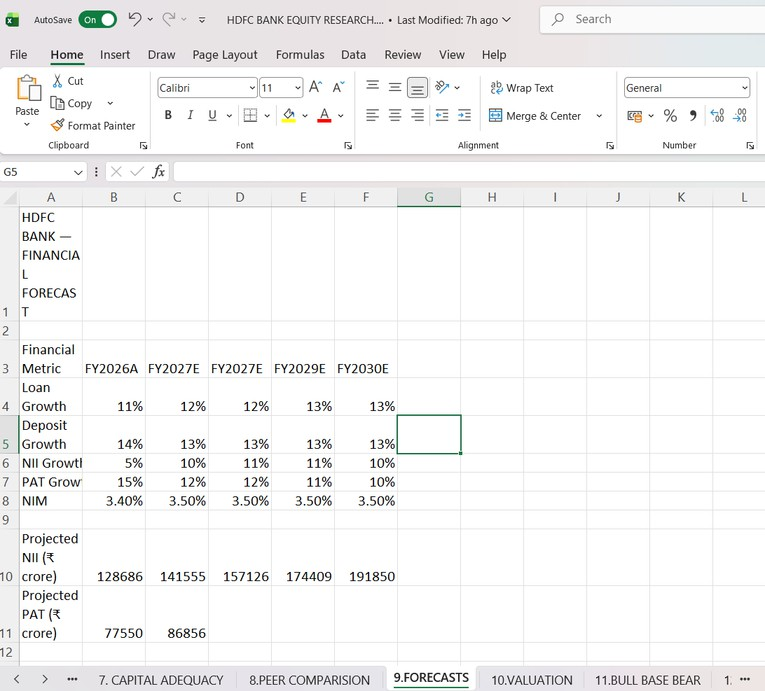 AutoSave On HDFC BANK EQUITY RESEARCH.... • Last Modified: 7h ago Search
File Home Insert Draw Page Layout Formulas Data Review View Help
Paste
Cut
Copy
Format Painter
Clipboard
Calibri 11 A^ A˅
B I U A
Font
Wrap Text
Merge & Center
Alignment
General
% 9 .00
Number
G5 fx
A B C D E F G H I J K L
1 HDFC
BANK —
FINANCIA
L
FORECAS
T
2
3 Financial
Metric FY2026A FY2027E FY2027E FY2029E FY2030E
4 Loan
Growth 11% 12% 12% 13% 13%
5 Deposit
Growth 14% 13% 13% 13% 13%
6 NII Growth 5% 10% 11% 11% 10%
7 PAT Grow 15% 12% 12% 11% 10%
8 NIM 3.40% 3.50% 3.50% 3.50% 3.50%
9
10 Projected
NII (₹
crore) 128686 141555 157126 174409 191850
11 Projected
PAT (₹
crore) 77550 86856
12
7. CAPITAL ADEQUACY 8.PEER COMPARISION 9.FORECASTS 10.VALUATION 11.BULL BASE BEAR 1.